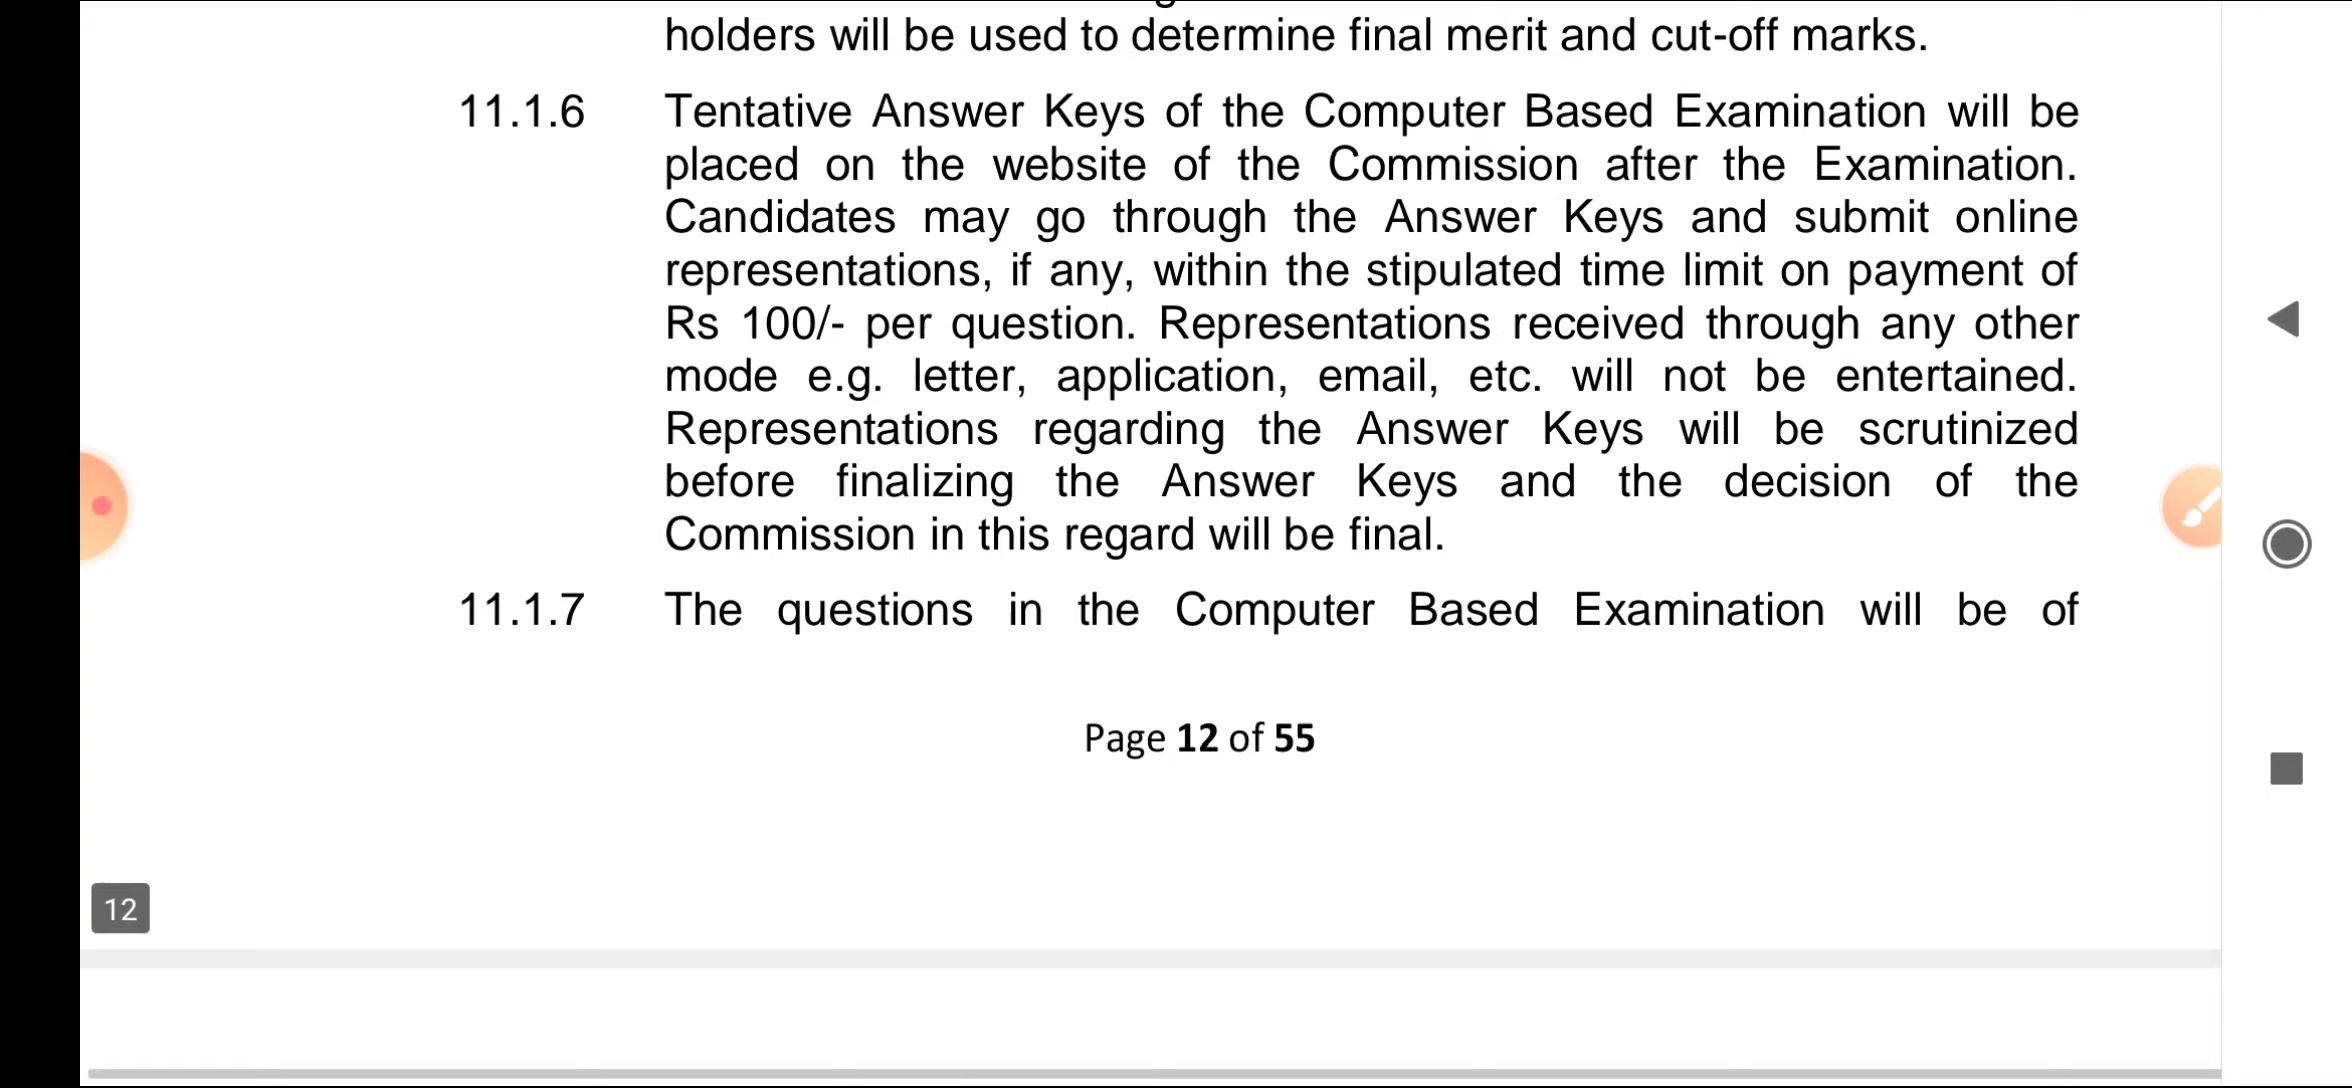 holders will be used to determine final merit and cut-off marks.
11.1.6 Tentative Answer Keys of the Computer Based Examination will be
placed on the website of the Commission after the Examination.
Candidates may go through the Answer Keys and submit online
representations, if any, within the stipulated time limit on payment of
Rs 100/- per question. Representations received through any other
mode e.g. letter, application, email, etc. will not be entertained.
Representations regarding the Answer Keys will be scrutinized
before finalizing the Answer Keys and the decision of the
Commission in this regard will be final.
11.1.7 The questions in the Computer Based Examination will be of
Page 12 of 55
12